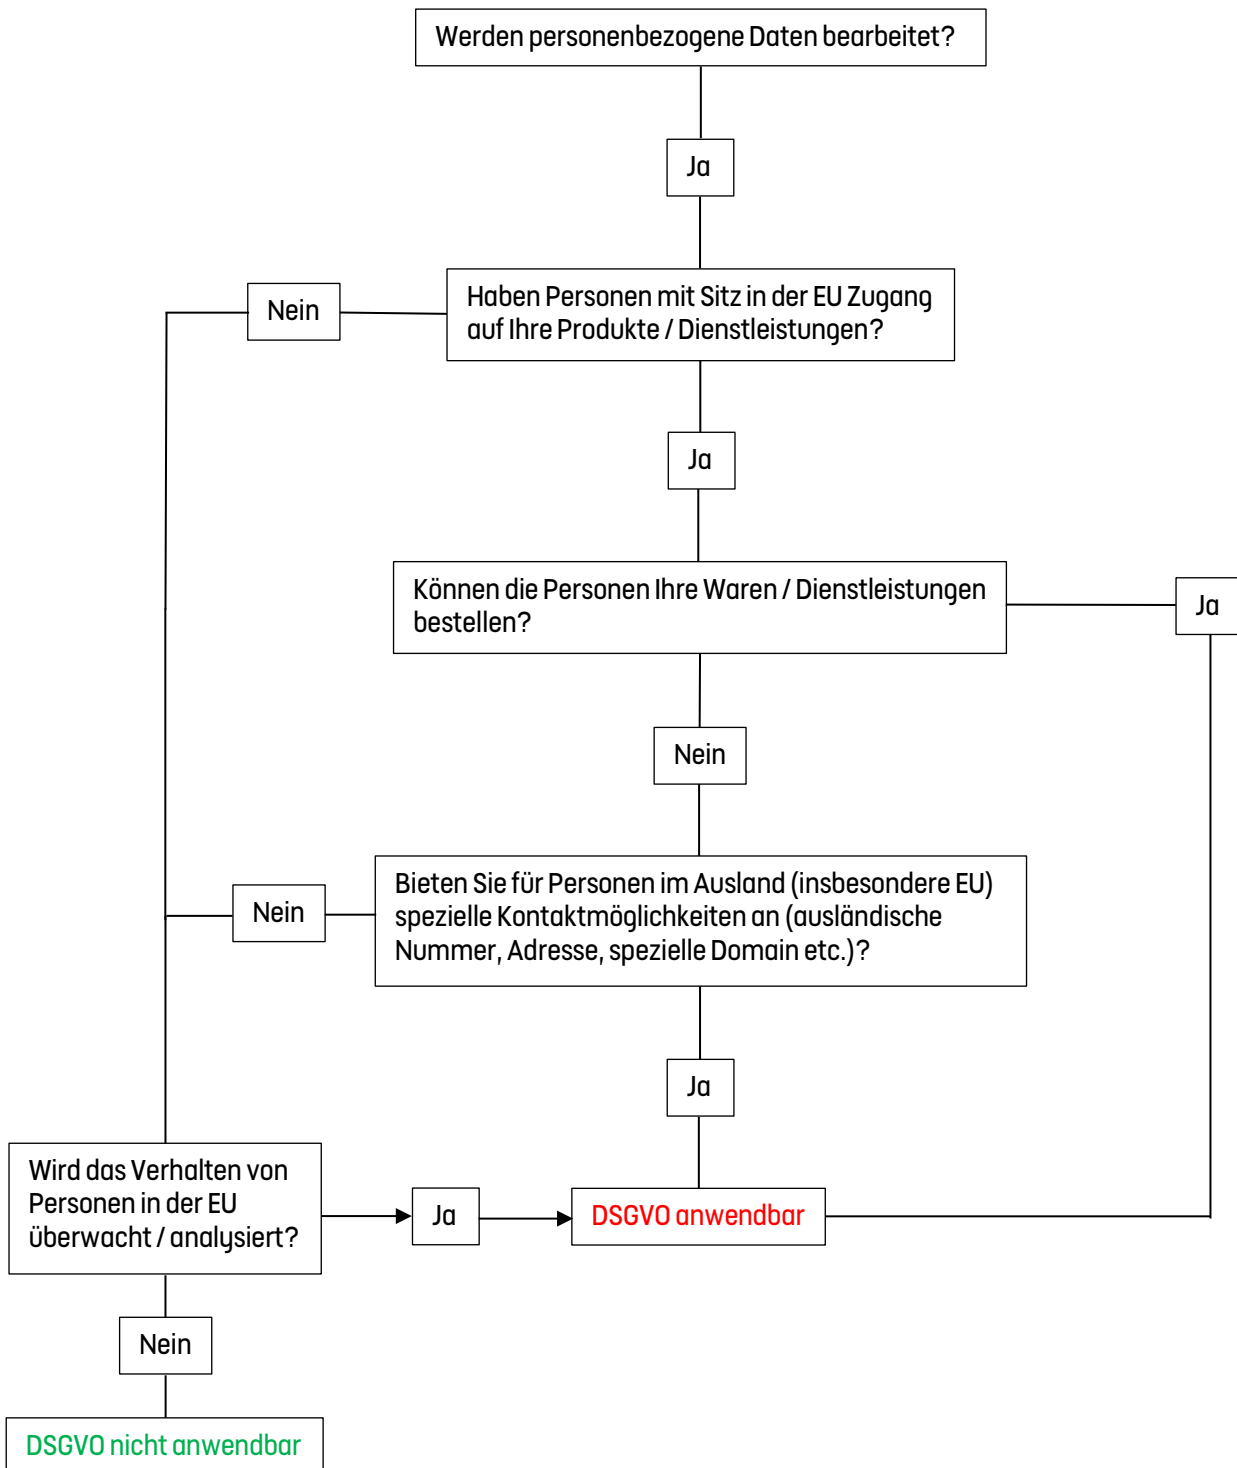 Werden personenbezogene Daten bearbeitet?
Ja
Haben Personen mit Sitz in der EU Zugang
auf Ihre Produkte / Dienstleistungen?
Nein
Ja
Können die Personen Ihre Waren / Dienstleistungen
bestellen?
Ja
Nein
Bieten Sie für Personen im Ausland (insbesondere EU)
spezielle Kontaktmöglichkeiten an (ausländische
Nummer, Adresse, spezielle Domain etc.)?
Nein
Ja
Wird das Verhalten von
Personen in der EU
überwacht / analysiert?
Ja
DSGVO anwendbar
Nein
DSGVO nicht anwendbar